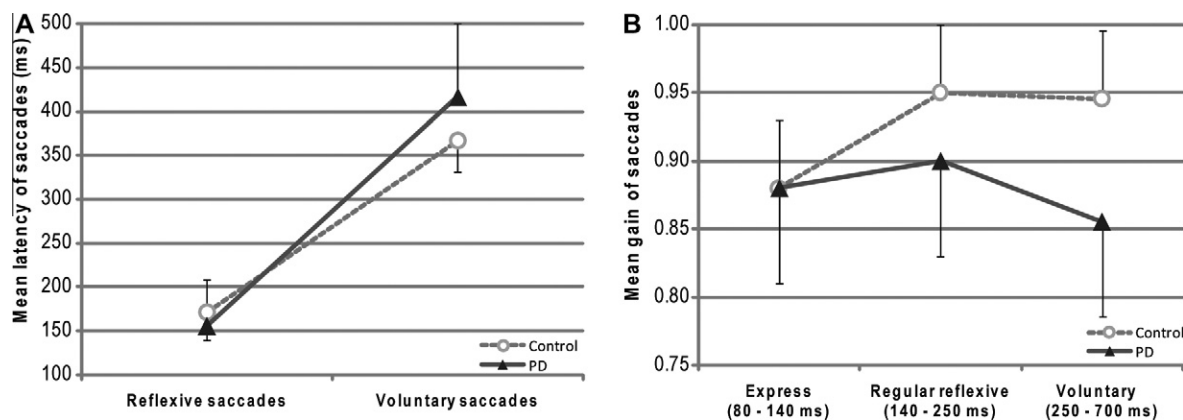 A
Mean latency of saccades (ms)
500
450
400
350
300
250
200
150
100
Reflexive saccades
Voluntary saccades
Control
PD
B
Mean gain of saccades
1.00
0.95
0.90
0.85
0.80
0.75
Express
(80 - 140 ms)
Regular reflexive
(140 - 250 ms)
Voluntary
(250 - 700 ms)
Control
PD